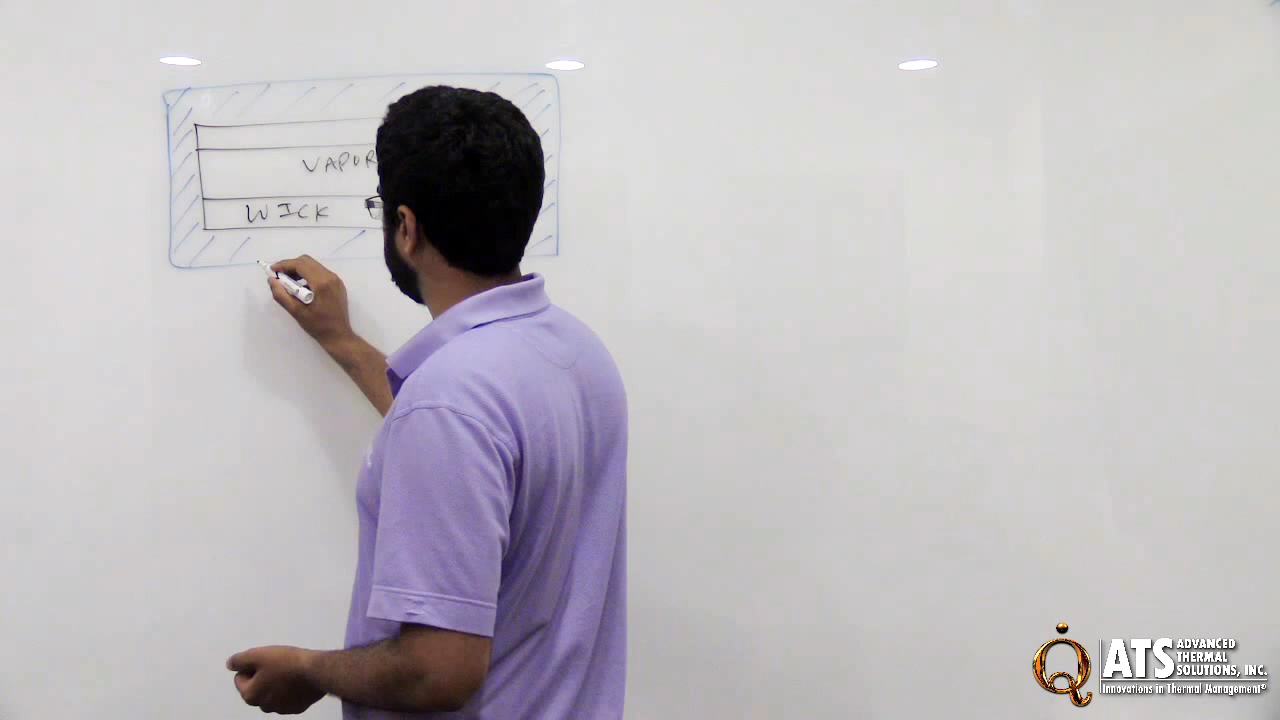 VAPOR
WICK
ATS ADVANCED
THERMAL
SOLUTIONS, INC.
Innovations in Thermal Management®